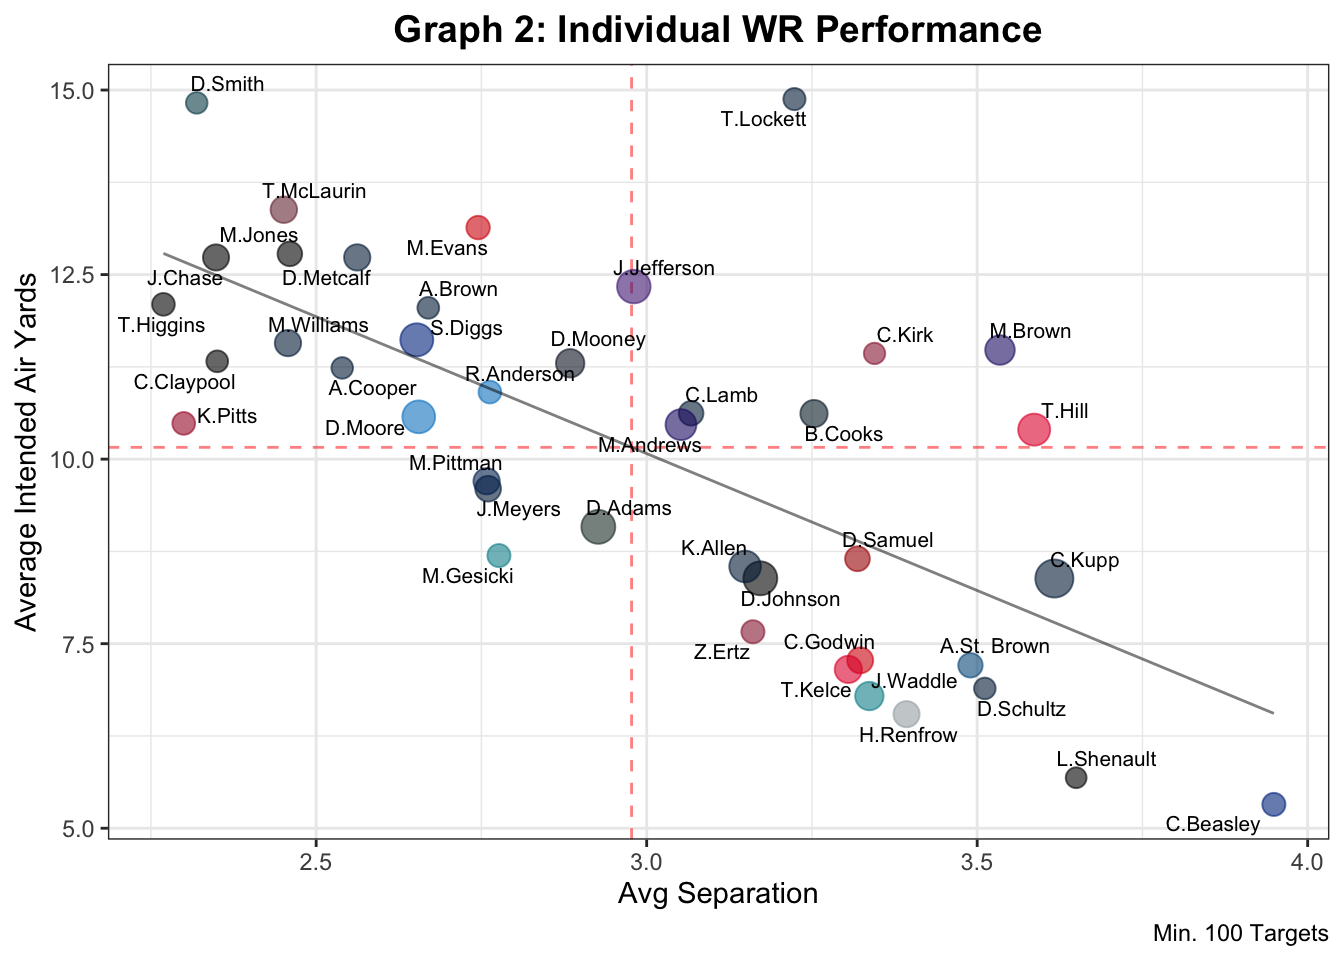 Graph 2: Individual WR Performance
Average Intended Air Yards
15.0
12.5
10.0
7.5
5.0
D.Smith
T.Lockett
T.McLaurin
M.Jones
M.Evans
J.Jefferson
J.Chase
D.Metcalf
A.Brown
T.Higgins
M.Williams
S.Diggs
D.Mooney
C.Kirk
M.Brown
C.Claypool
A.Cooper
R.Anderson
C.Lamb
K.Pitts
D.Moore
B.Cooks
T.Hill
M.Andrews
M.Pittman
J.Meyers
D.Adams
K.Allen
D.Samuel
C.Kupp
M.Gesicki
D.Johnson
Z.Ertz
C.Godwin
A.St. Brown
T.Kelce
J.Waddle
D.Schultz
H.Renfrow
L.Shenault
C.Beasley
2.5
3.0
3.5
4.0
Avg Separation
Min. 100 Targets